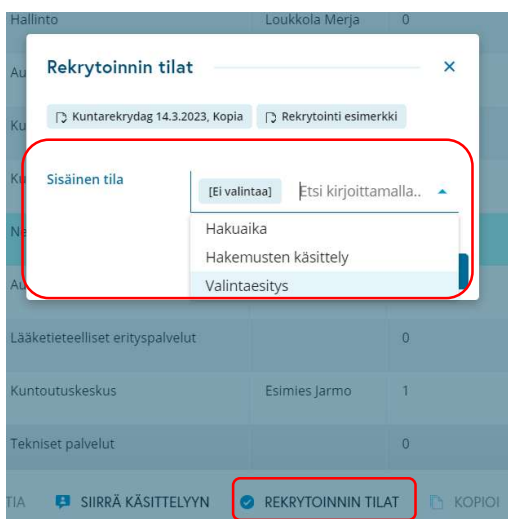 Hallinto Loukkola Merja 0
Au
Rekrytoinnin tilat ×
Kuntarekrydag 14.3.2023, Kopia Rekrytointi esimerkki
Ku
Sisäinen tila [Ei valintaa] Etsi kirjoittamalla..
Hakuaika
Hakemusten käsittely
Valintaesitys
Au
Lääketieteelliset erityspalvelut 0
Kuntoutuskeskus Esimies Jarmo 1
Tekniset palvelut 0
TIA SIIRRÄ KÄSITTELYYN REKRYTOINNIN TILAT KOPIOI